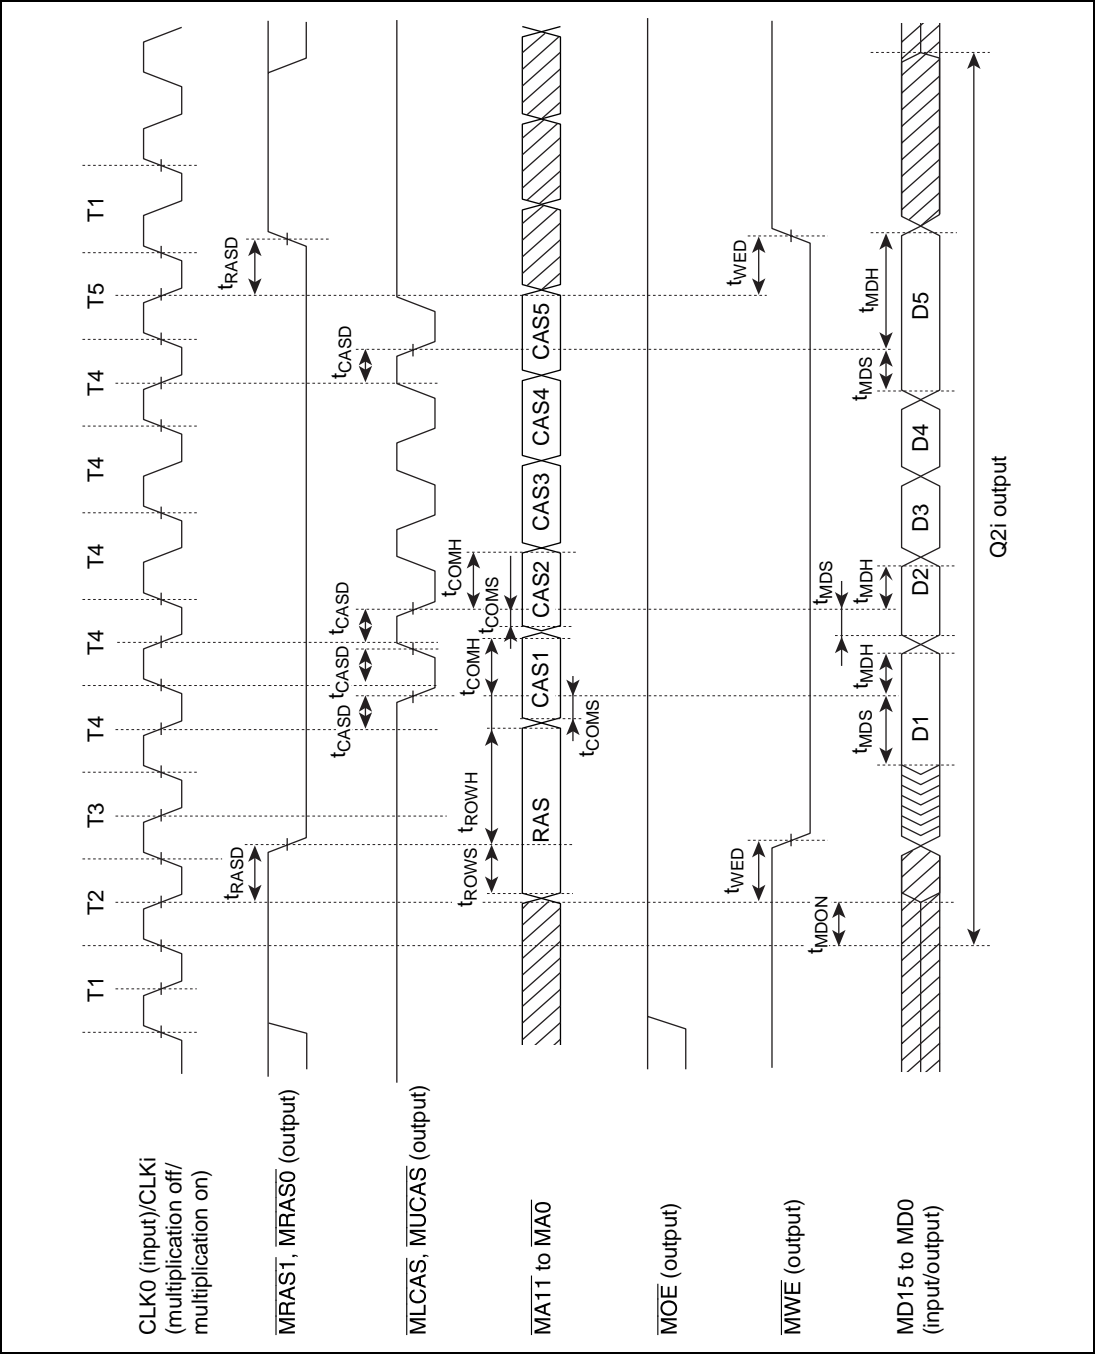 CLK0 (input)/CLKi
(multiplication off/
multiplication on)
T1 T2 T3 T4 T4 T4 T4 T4 T5 T1
MRAS1, MRAS0 (output)
tRASD tRASD
MLCAS, MUCAS (output)
tCASD tCASD tCASD tCASD
MA11 to MA0
tROWS tROWH tCOMH tCOMH
tCOMS tCOMS
RAS CAS1 CAS2 CAS3 CAS4 CAS5
MOE (output)
MWE (output)
tWED tWED
tMDON tMDS
MD15 to MD0
(input/output)
tMDS tMDH tMDH tMDS tMDH
D1 D2 D3 D4 D5
Q2i output